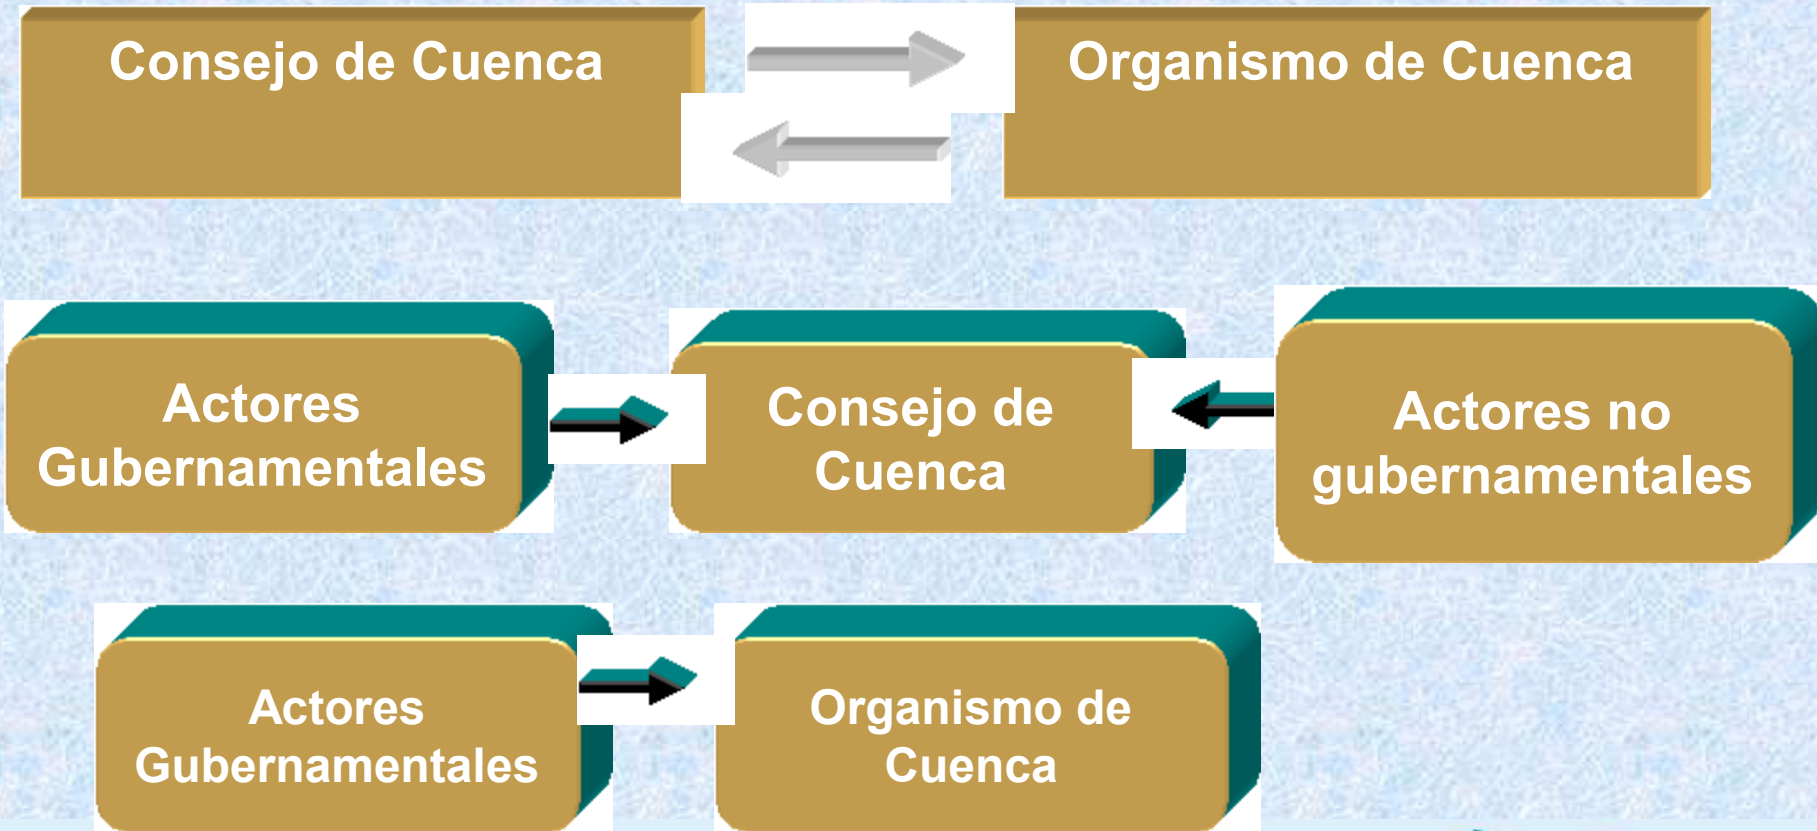 Consejo de Cuenca
Organismo de Cuenca
Actores
Gubernamentales
Consejo de
Cuenca
Actores no
gubernamentales
Actores
Gubernamentales
Organismo de
Cuenca